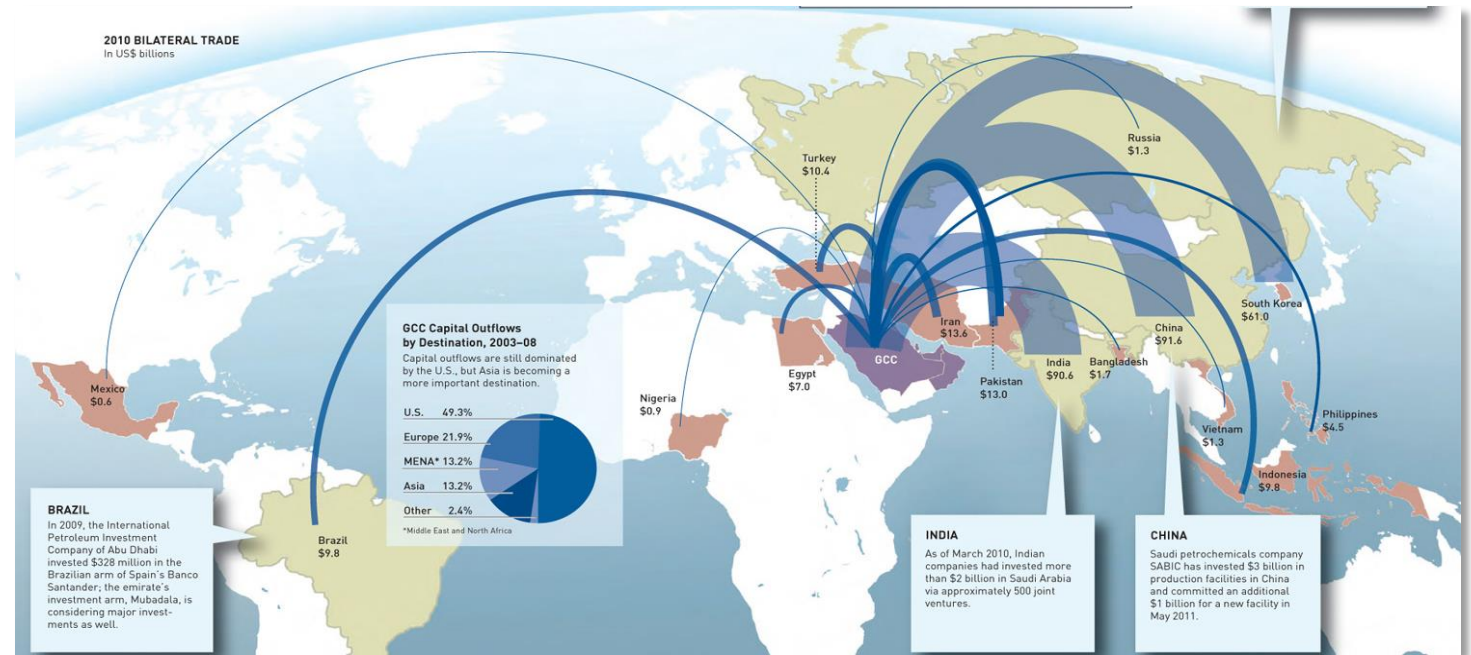 2010 BILATERAL TRADE
In US$ billions
Russia
$1.3
Turkey
$10.4
South Korea
$61.0
China
$91.6
Iran
$13.6
India
$90.6
Bangladesh
$1.7
GCC
Pakistan
$13.0
Egypt
$7.0
Mexico
$0.6
Nigeria
$0.9
Philippines
$4.5
Vietnam
$1.3
Indonesia
$9.8
Brazil
$9.8
GCC Capital Outflows
by Destination, 2003–08
Capital outflows are still dominated
by the U.S., but Asia is becoming a
more important destination.
U.S. 49.3%
Europe 21.9%
MENA* 13.2%
Asia 13.2%
Other 2.4%
*Middle East and North Africa
BRAZIL
In 2009, the International
Petroleum Investment
Company of Abu Dhabi
invested $328 million in the
Brazilian arm of Spain's Banco
Santander; the emirate's
investment arm, Mubadala, is
considering major invest-
ments as well.
INDIA
As of March 2010, Indian
companies had invested more
than $2 billion in Saudi Arabia
via approximately 500 joint
ventures.
CHINA
Saudi petrochemicals company
SABIC has invested $3 billion in
production facilities in China
and committed an additional
$1 billion for a new facility in
May 2011.